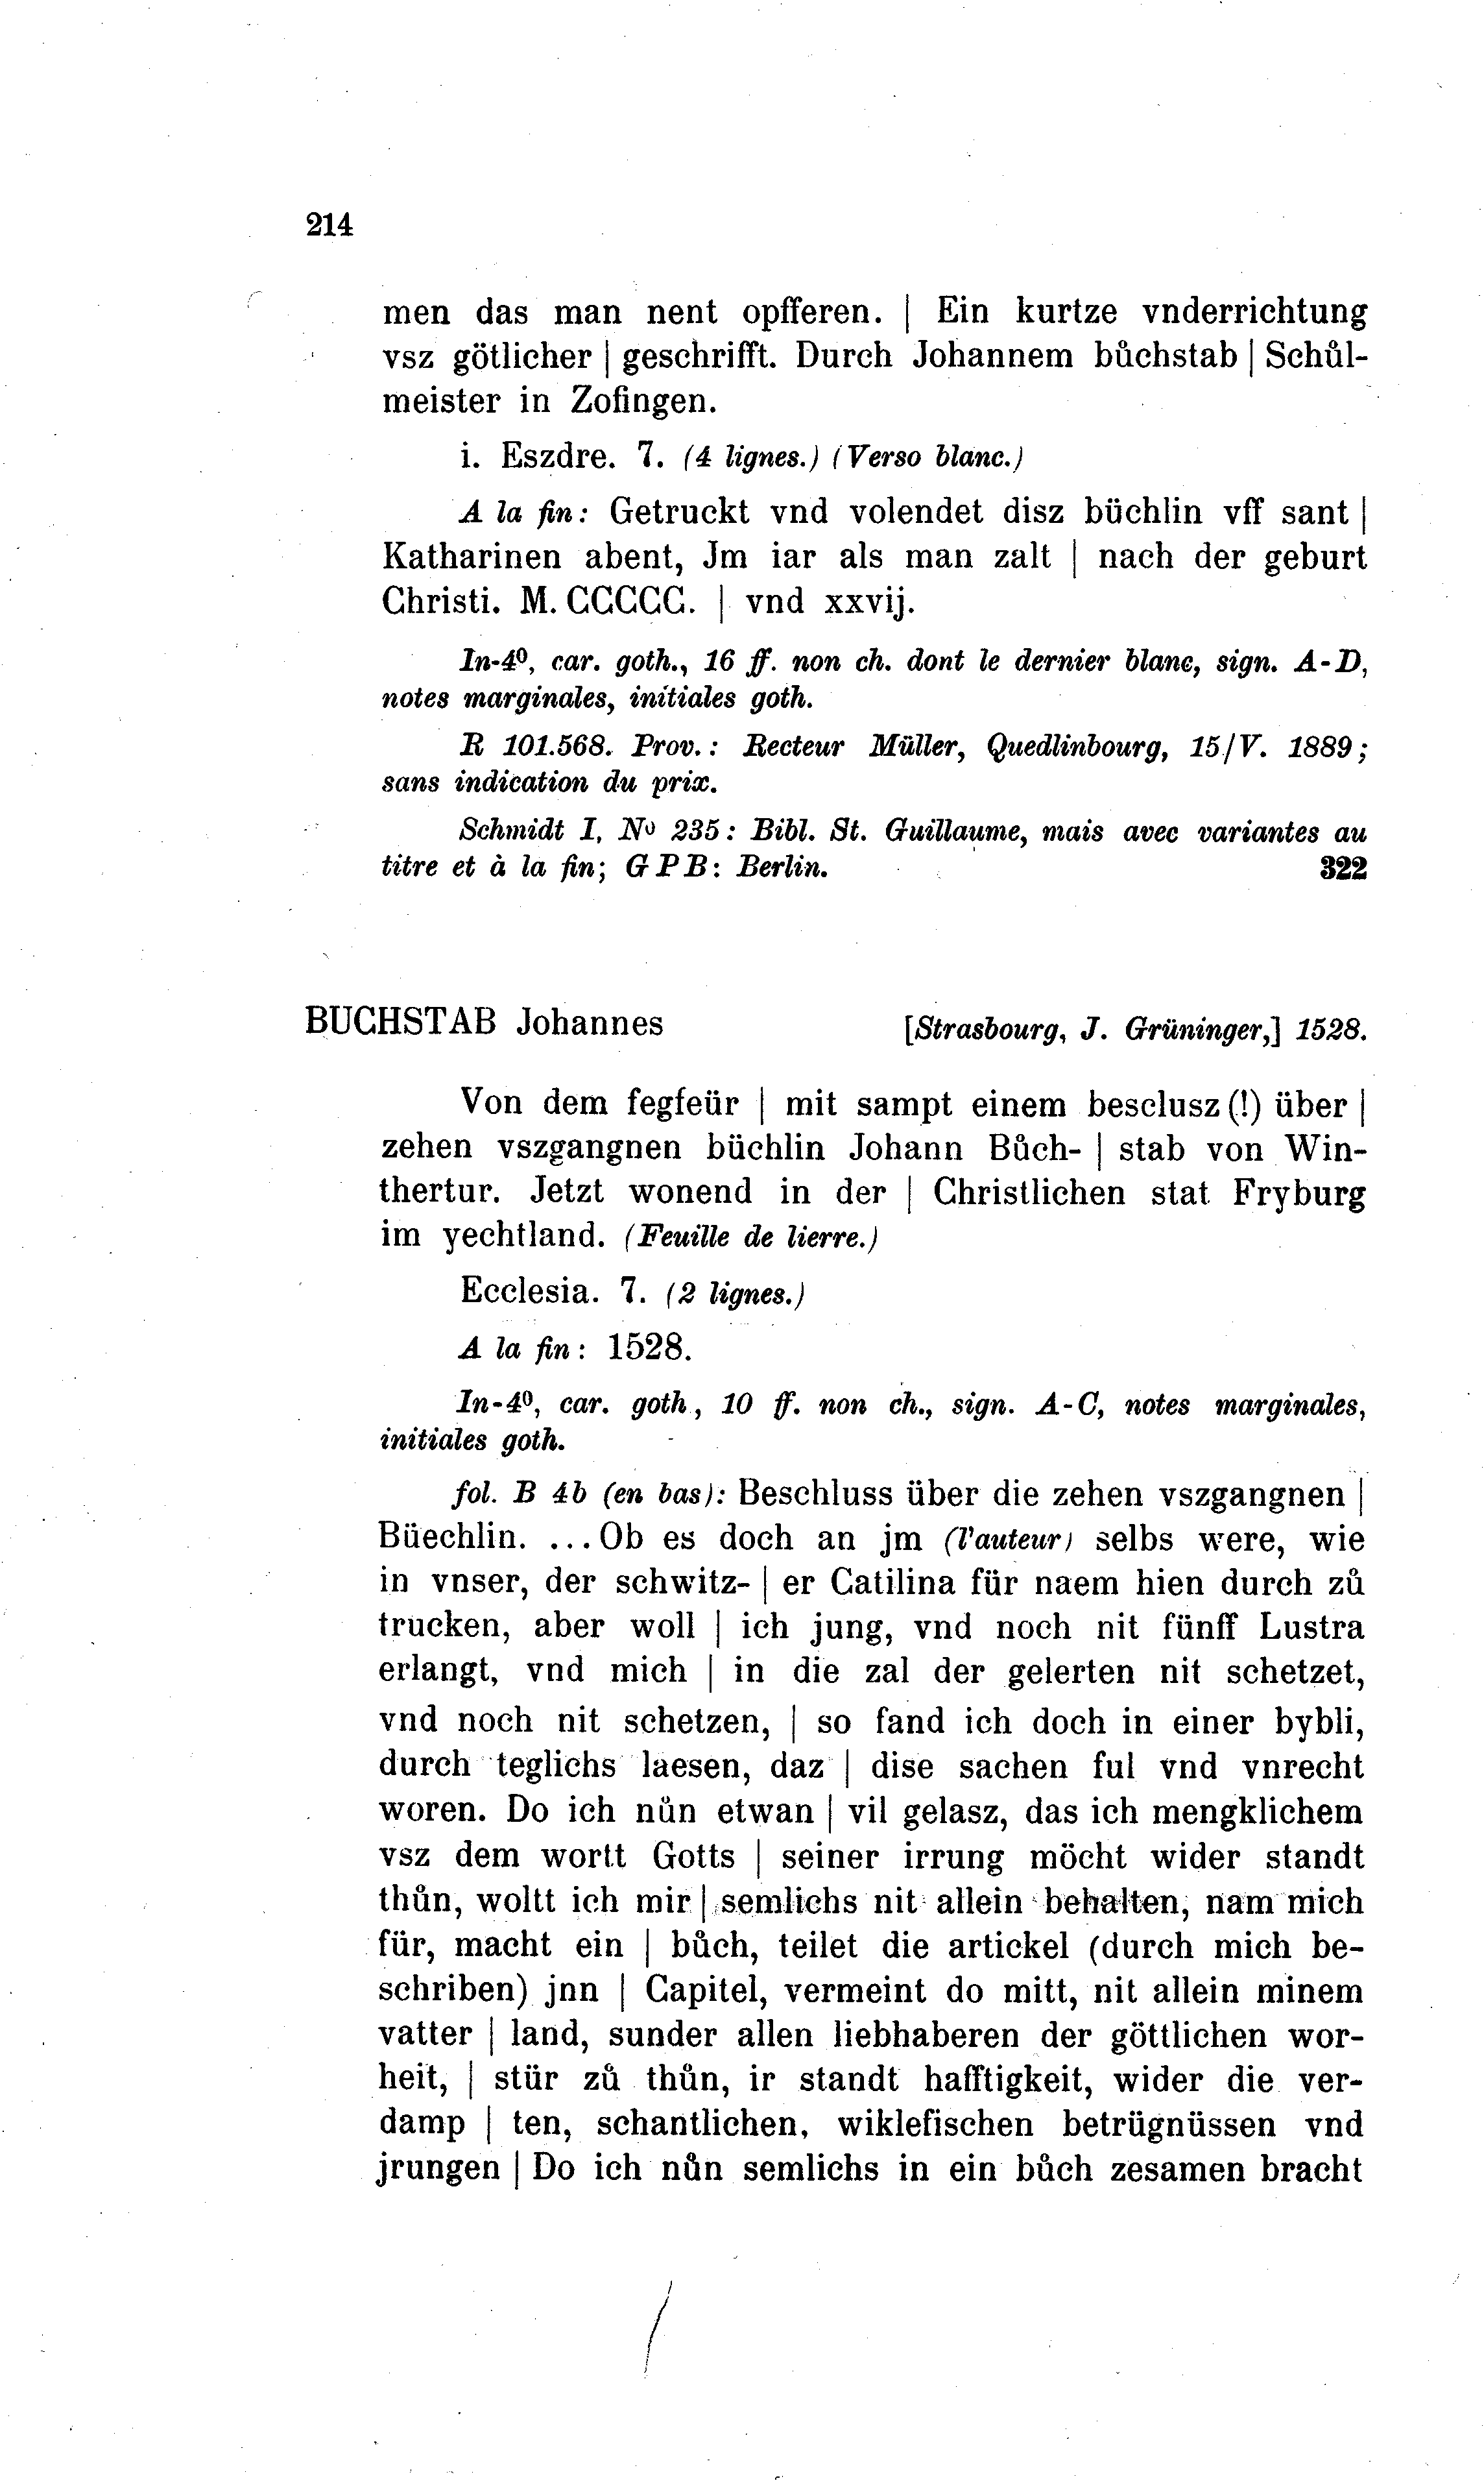 214
men das man nent opfferen. | Ein kurtze vnderrichtung
vsz götlicher | geschrifft. Durch Johannem bůchstab | Schůl-
meister in Zofingen.
i. Eszdre. 7. (4 lignes.) (Verso blanc.)
A la fin: Getruckt vnd volendet disz büchlin vff sant |
Katharinen abent, Jm iar als man zalt | nach der geburt
Christi. M. CCCCC. | vnd xxvij.
In-4⁰, car. goth., 16 ff. non ch. dont le dernier blanc, sign. A-D,
notes marginales, initiales goth.
R 101.568. Prov.: Recteur Müller, Quedlinbourg, 15/V. 1889;
sans indication du prix.
Schmidt I, Nº 235: Bibl. St. Guillaume, mais avec variantes au
titre et à la fin; G P B: Berlin. 322
BUCHSTAB Johannes [Strasbourg, J. Grüninger,] 1528.
Von dem fegfeür | mit sampt einem besclusz (!) über |
zehen vszgangnen büchlin Johann Bůch- | stab von Win-
thertur. Jetzt wonend in der | Christlichen stat Fryburg
im yechtland. (Feuille de lierre.)
Ecclesia. 7. (2 lignes.)
A la fin: 1528.
In-4⁰, car. goth, 10 ff. non ch., sign. A-C, notes marginales,
initiales goth.
fol. B 4b (en bas): Beschluss über die zehen vszgangnen |
Büechlin. ... Ob es doch an jm (l'auteur) selbs were, wie
in vnser, der schwitz- | er Catilina für naem hien durch zů
trucken, aber woll | ich jung, vnd noch nit fünff Lustra
erlangt, vnd mich | in die zal der gelerten nit schetzet,
vnd noch nit schetzen, | so fand ich doch in einer bybli,
durch teglichs laesen, daz | dise sachen ful vnd vnrecht
woren. Do ich nün etwan | vil gelasz, das ich mengklichem
vsz dem wortt Gotts | seiner irrung möcht wider standt
thůn, woltt ich mir | semlichs nit allein behalten, nam mich
für, macht ein | bůch, teilet die artickel (durch mich be-
schriben) jnn | Capitel, vermeint do mitt, nit allein minem
vatter | land, sunder allen liebhaberen der göttlichen wor-
heit, | stür zů thůn, ir standt hafftigkeit, wider die ver-
damp | ten, schantlichen, wiklefischen betrügnüssen vnd
jrungen | Do ich nůn semlichs in ein bůch zesamen bracht